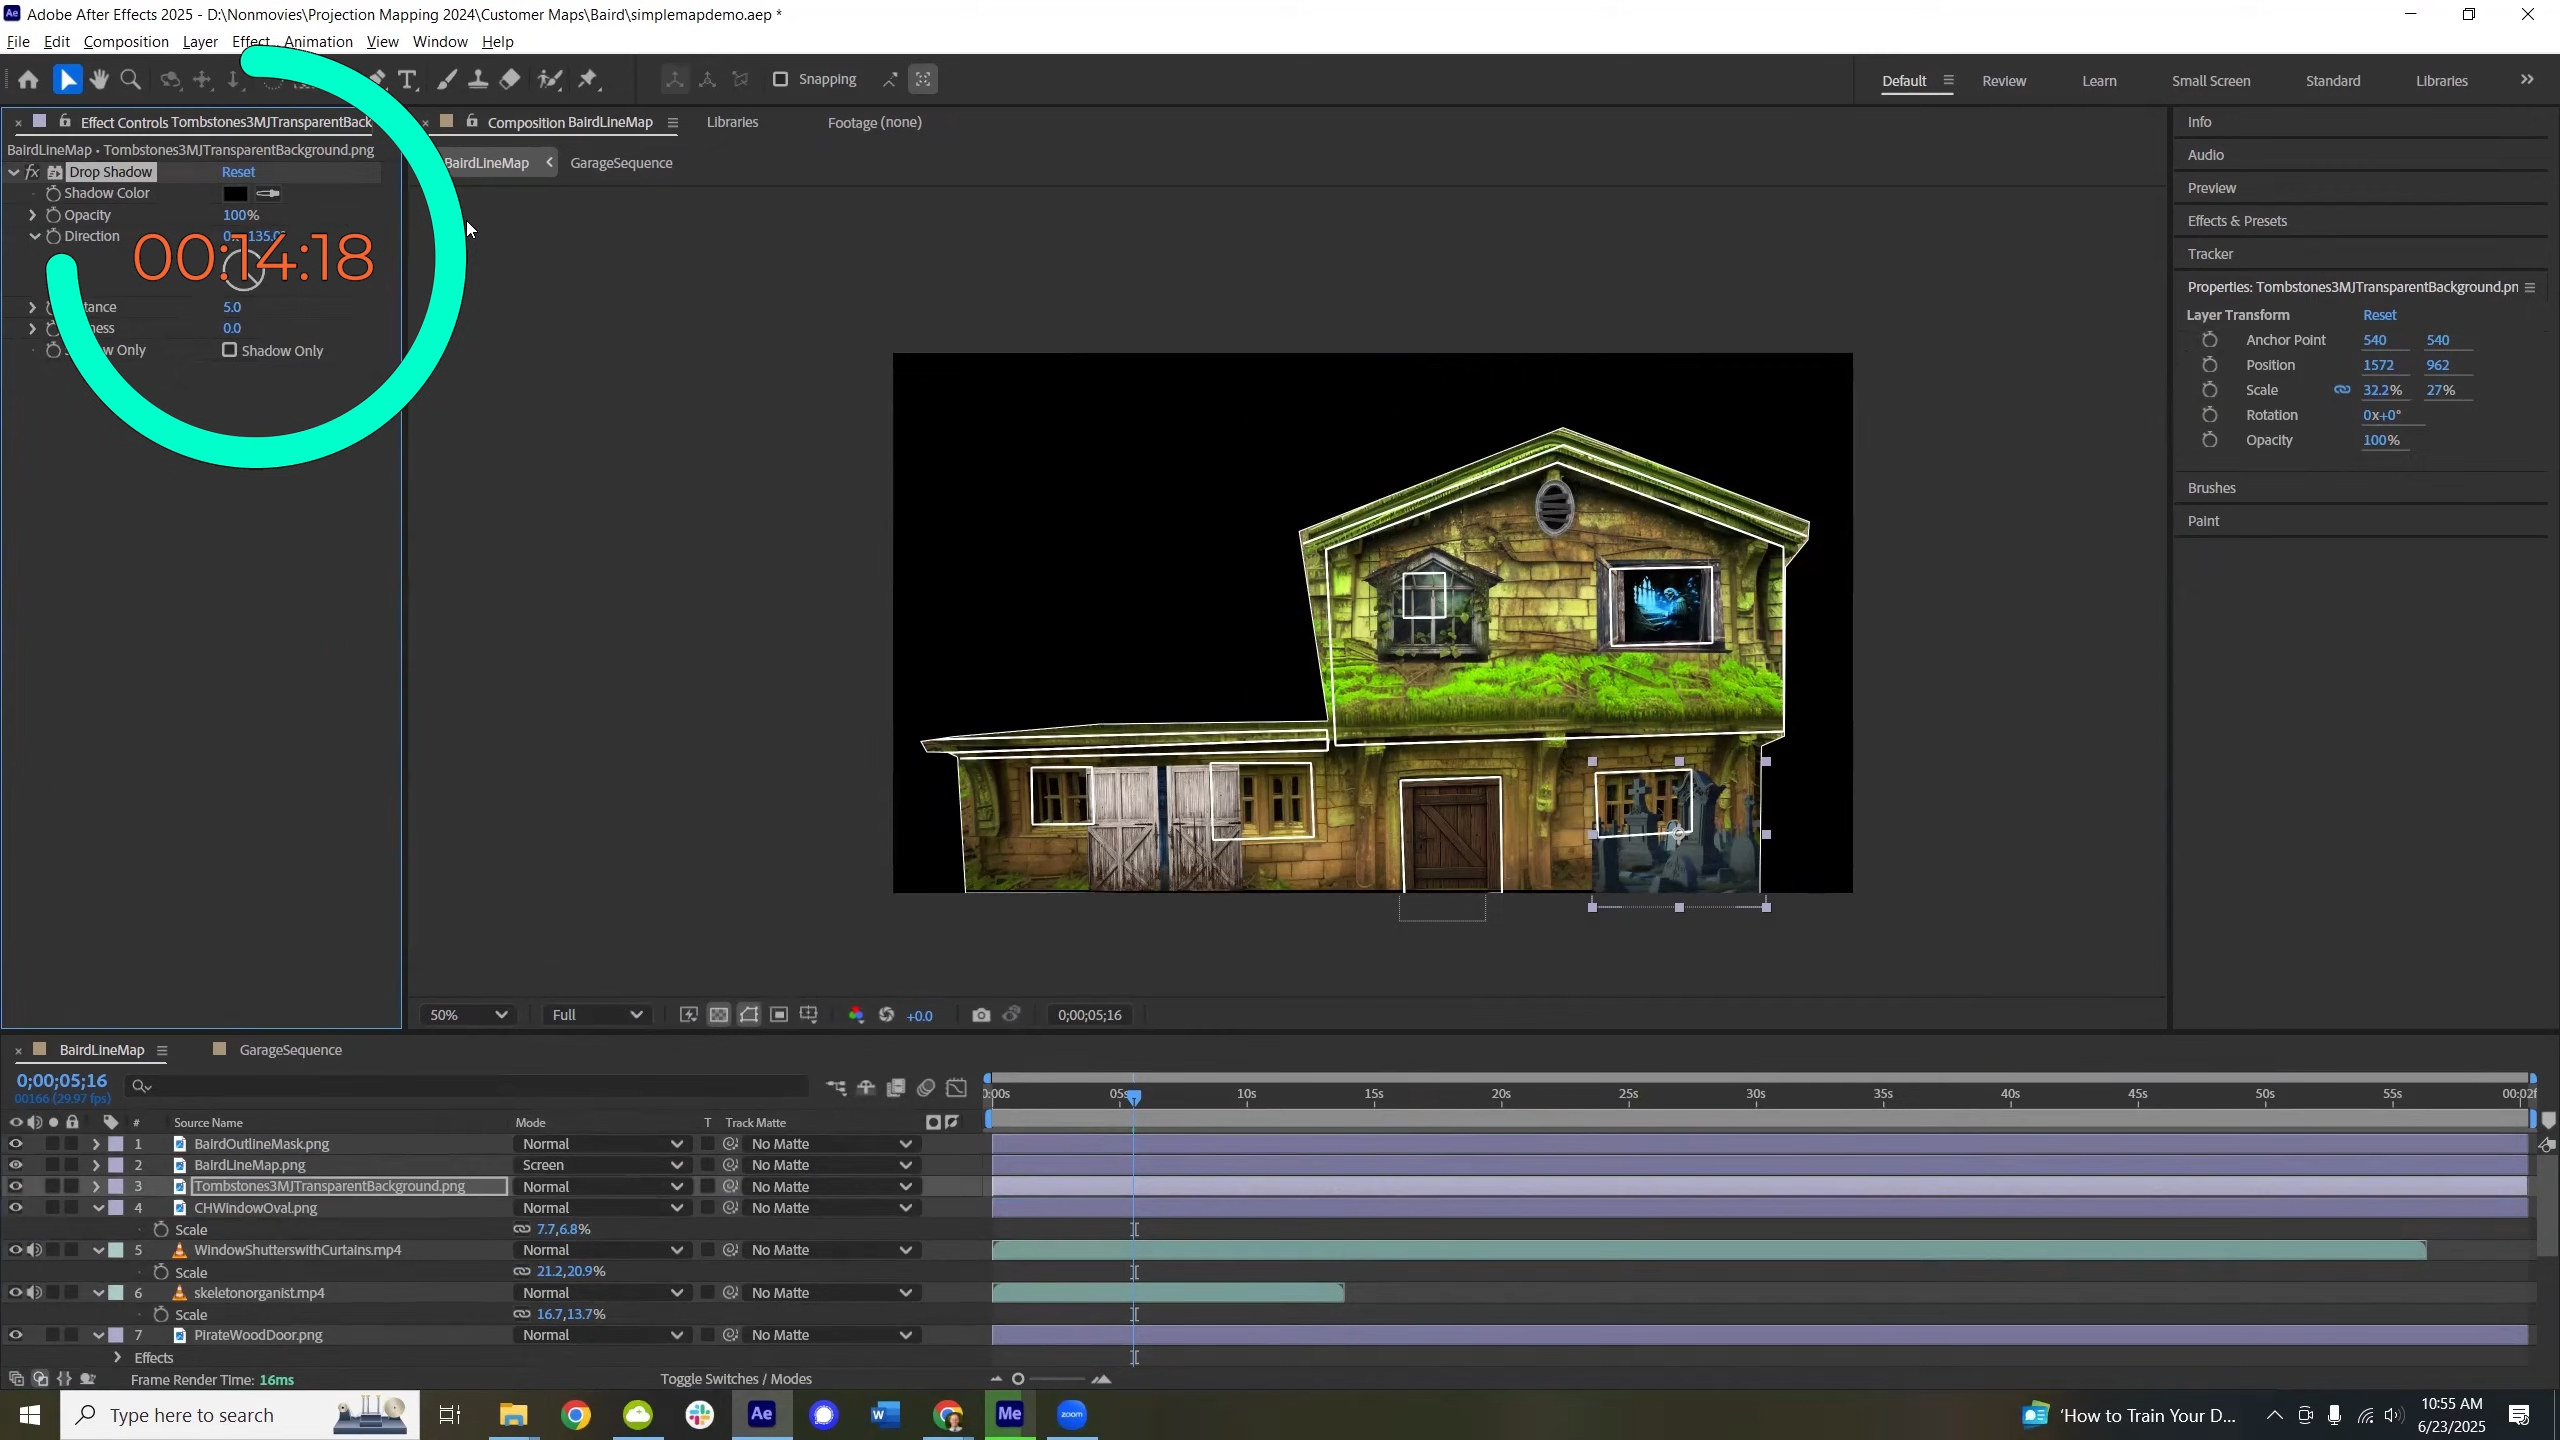 Adobe After Effects 2025 - D:\Nonmovies\Projection Mapping 2024\Customer Maps\Baird\simplemapdemo.aep *
File Edit Composition Layer Effect Animation View Window Help
Snapping
Default Review Learn Small Screen Standard Libraries
Effect Controls Tombstones3MJTransparentBack
BairdLineMap • Tombstones3MJTransparentBackground.png
fx Drop Shadow Reset
Shadow Color
Opacity 100%
Direction
00:14:18
5.0
0.0
Shadow Only
Composition BairdLineMap Libraries Footage (none)
BairdLineMap GarageSequence
50% Full +0.0 0;00;05;16
Info
Audio
Preview
Effects & Presets
Tracker
Properties: Tombstones3MJTransparentBackground.pn
Layer Transform Reset
Anchor Point 540 540
Position 1572 962
Scale 32.2% 27%
Rotation 0x+0°
Opacity 100%
Brushes
Paint
BairdLineMap GarageSequence
0;00;05;16
00166 (29.97 fps)
0:00s 05s 10s 15s 20s 25s 30s 35s 40s 45s 50s 55s
# Source Name Mode T Track Matte
1 BairdOutlineMask.png Normal No Matte
2 BairdLineMap.png Screen No Matte
3 Tombstones3MJTransparentBackground.png Normal No Matte
4 CHWindowOval.png Normal No Matte
Scale 7.7,6.8%
5 WindowShutterswithCurtains.mp4 Normal No Matte
Scale 21.2,20.9%
6 skeletonorganist.mp4 Normal No Matte
Scale 16.7,13.7%
7 PirateWoodDoor.png Normal No Matte
Effects
Frame Render Time: 16ms Toggle Switches / Modes
Type here to search
Ae
Me
zoom
'How to Train Your D...
10:55 AM
6/23/2025